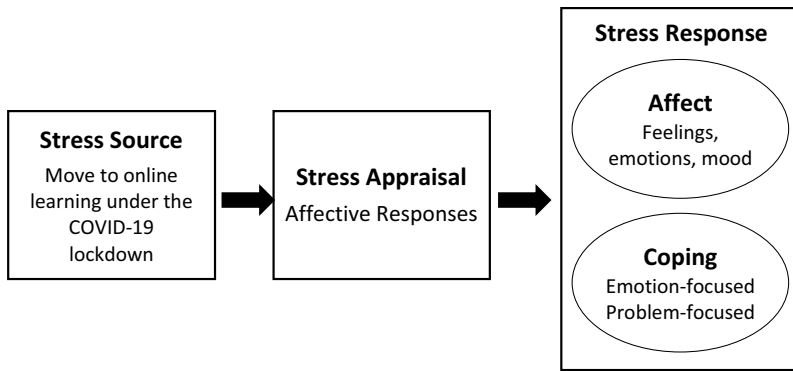 Stress Source
Move to online
learning under the
COVID-19
lockdown
Stress Appraisal
Affective Responses
Stress Response
Affect
Feelings,
emotions, mood
Coping
Emotion-focused
Problem-focused